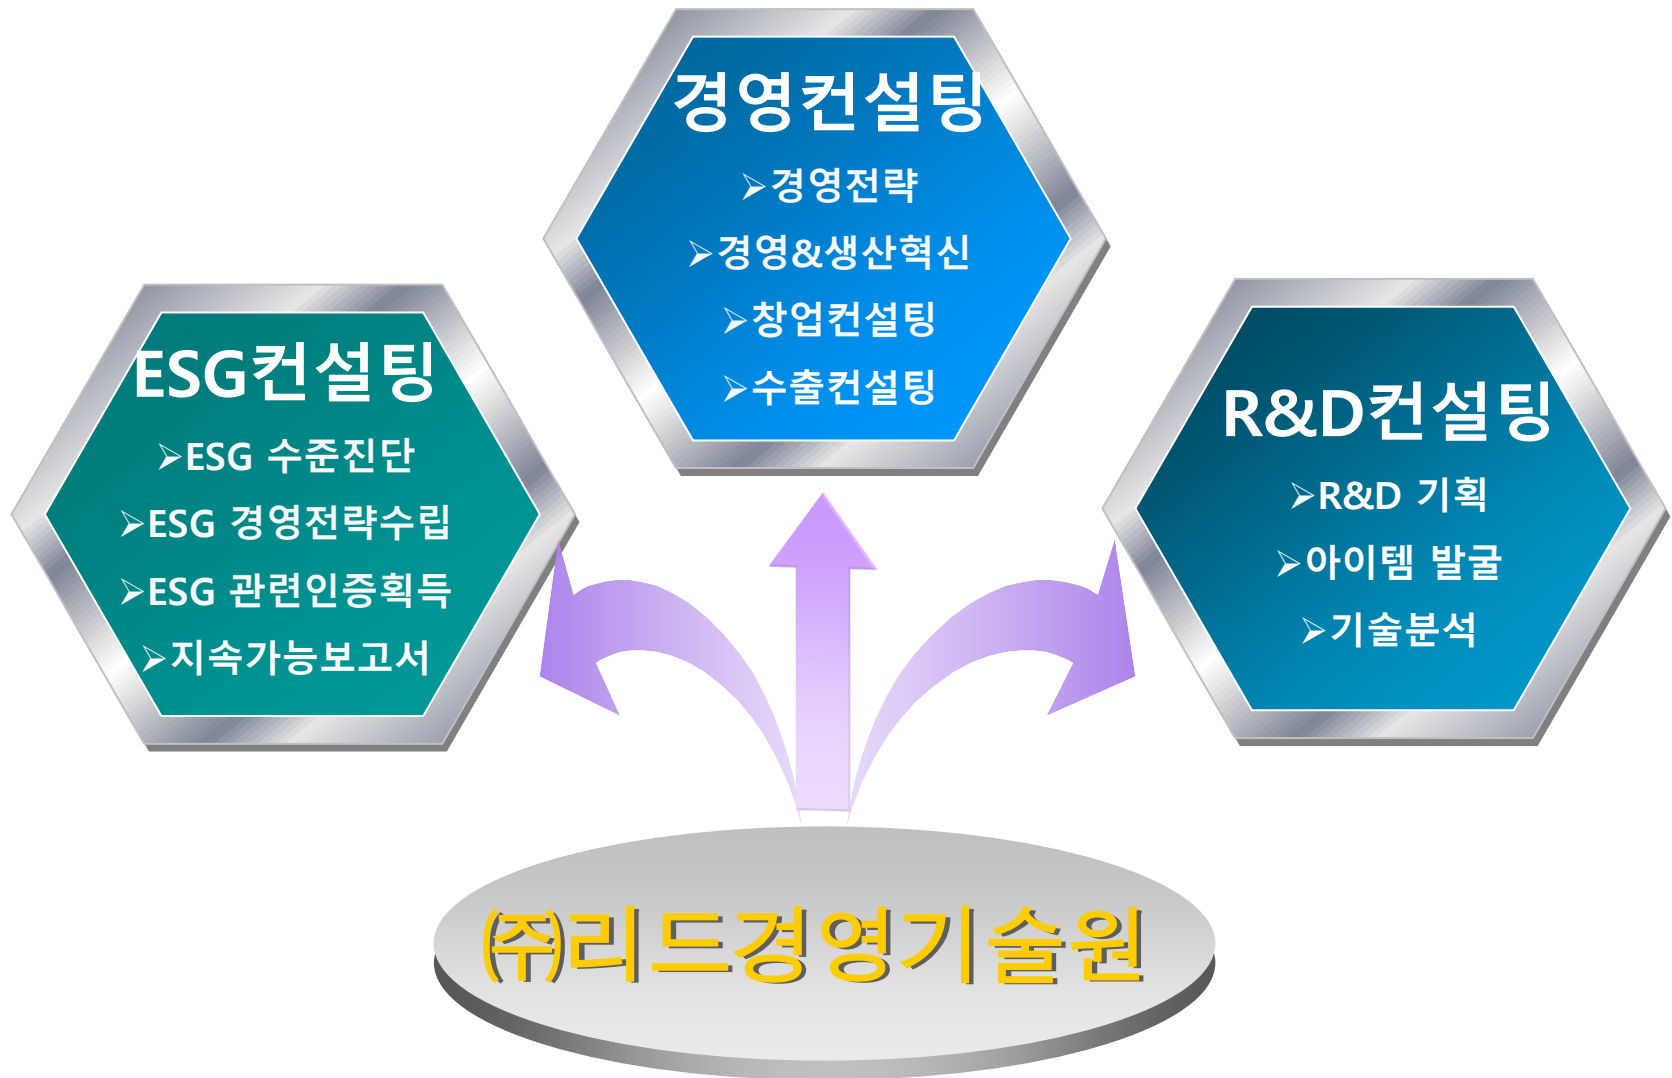 경영컨설팅
➢경영전략
➢경영&생산혁신
➢창업컨설팅
➢수출컨설팅
ESG컨설팅
➢ESG 수준진단
➢ESG 경영전략수립
➢ESG 관련인증획득
➢지속가능보고서
R&D컨설팅
➢R&D 기획
➢아이템 발굴
➢기술분석
㈜리드경영기술원